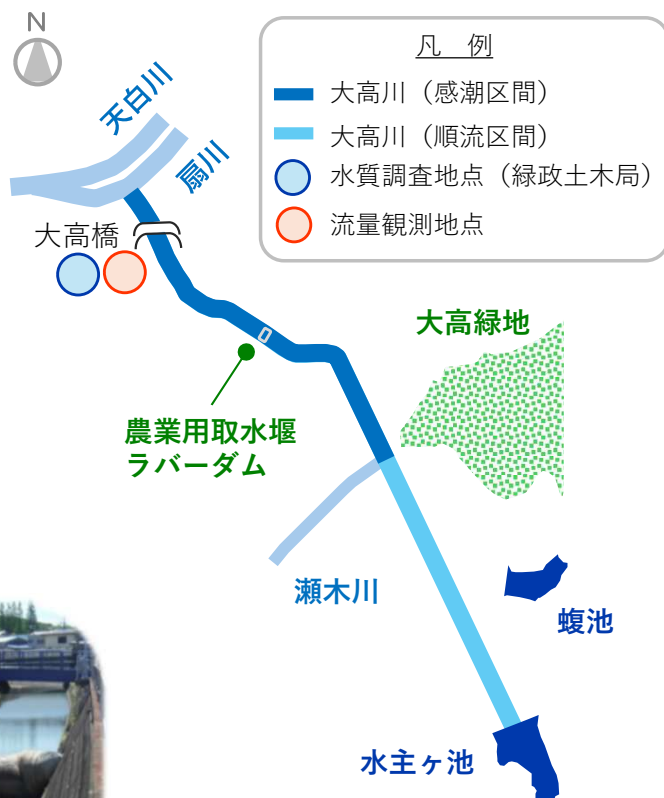 N
凡 例
大高川（感潮区間）
大高川（順流区間）
水質調査地点（緑政土木局）
流量観測地点
天白川
扇川
大高橋
大高緑地
農業用取水堰
ラバーダム
瀬木川
蝮池
水主ヶ池